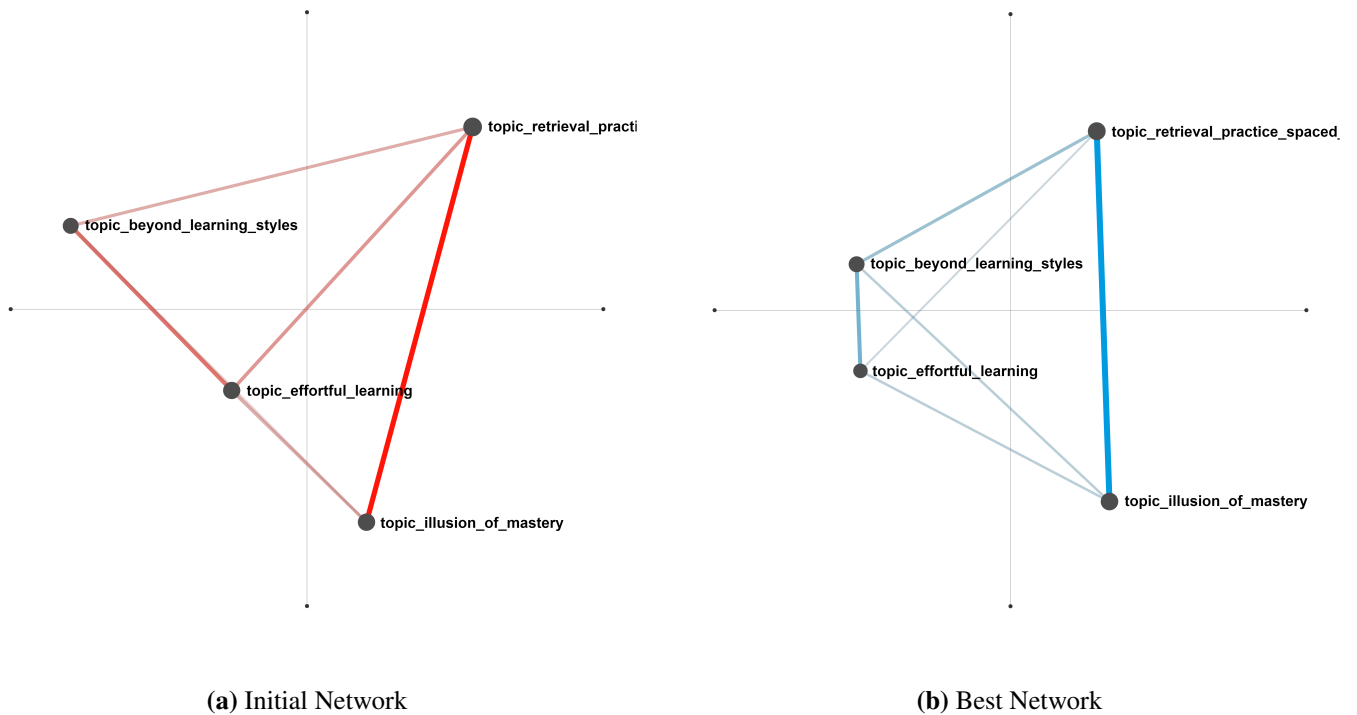 topic_retrieval_practi
topic_beyond_learning_styles
topic_effortful_learning
topic_illusion_of_mastery
(a) Initial Network
topic_retrieval_practice_spaced_
topic_beyond_learning_styles
topic_effortful_learning
topic_illusion_of_mastery
(b) Best Network